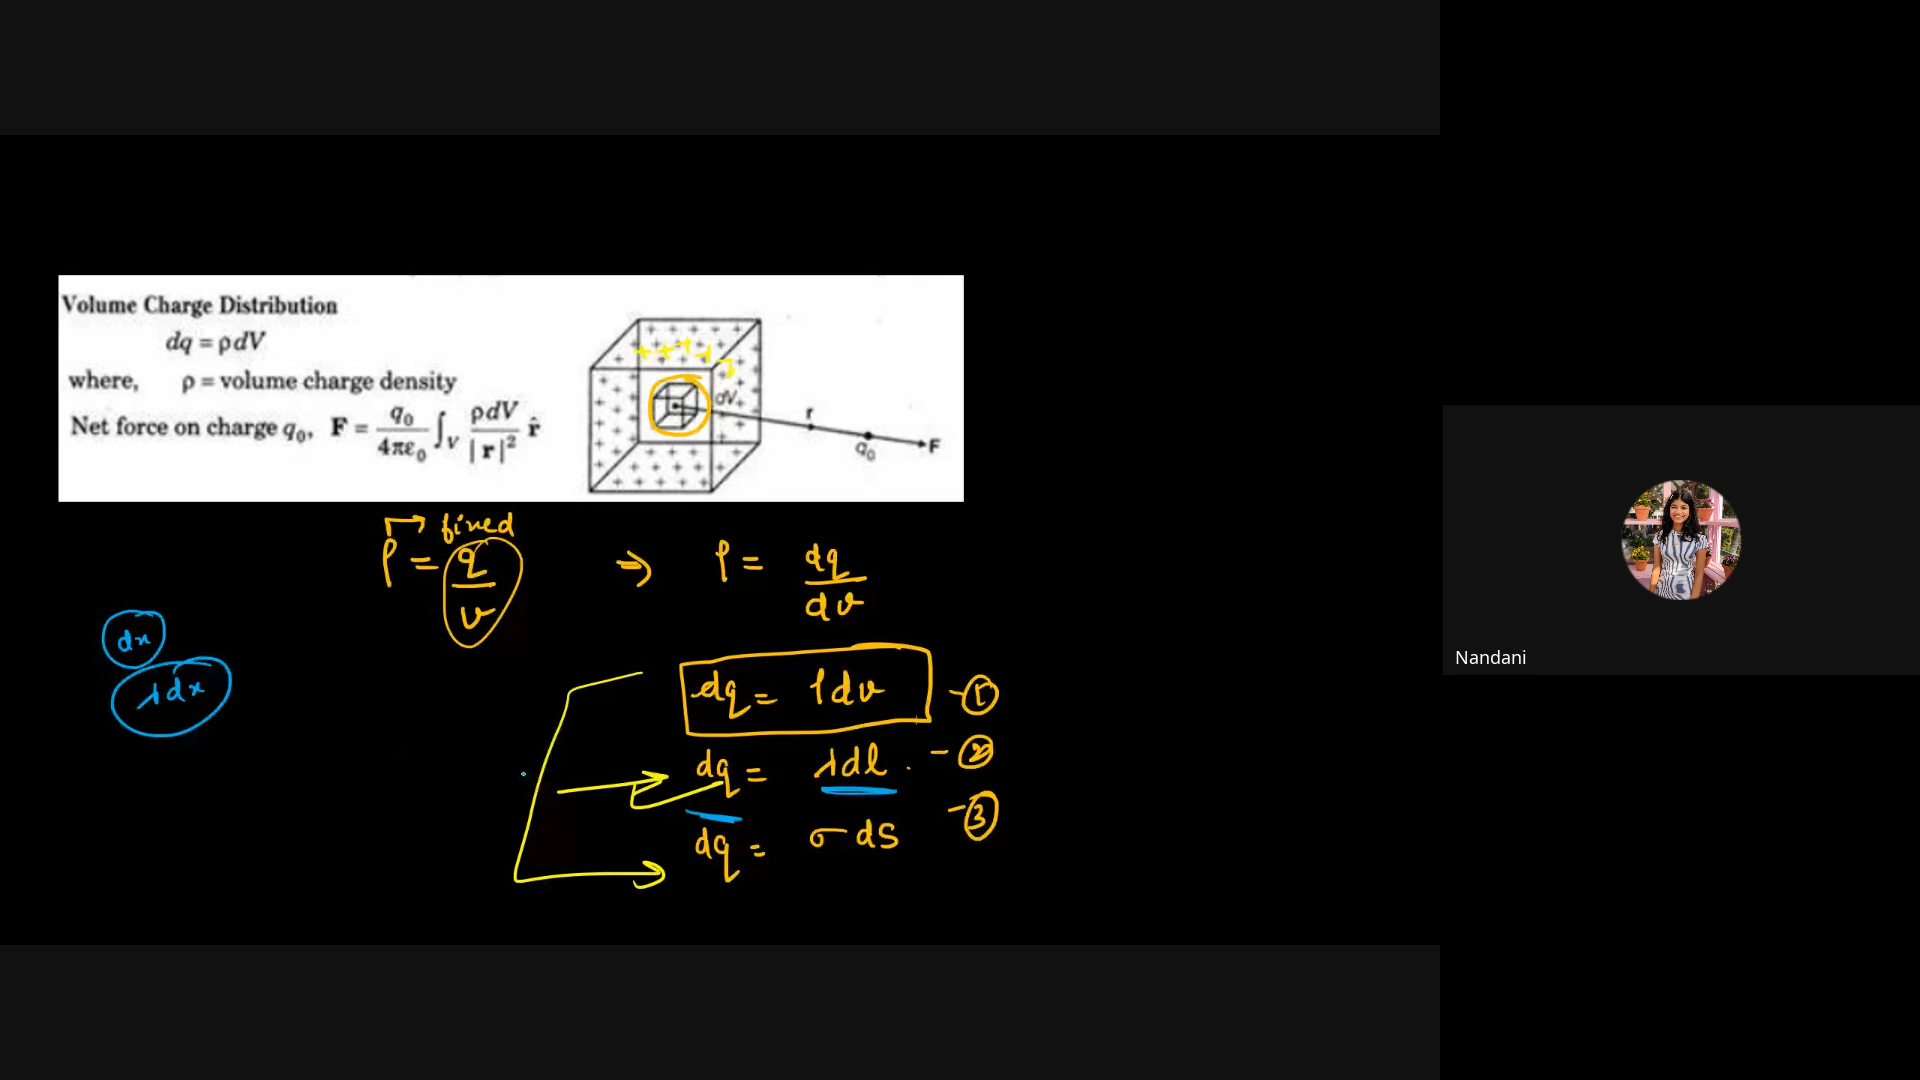 Volume Charge Distribution
dq = ρdV
where, ρ = volume charge density
Net force on charge q₀, F = q₀/4πε₀ ∫V ρdV/|r|² r̂
dV
r
q₀
F
fined
ρ = q/v ⇒ ρ = dq/dv
dx
λdx
dq = ρdv - ①
dq = λdl . - ②
dq = σ dS - ③
Nandani